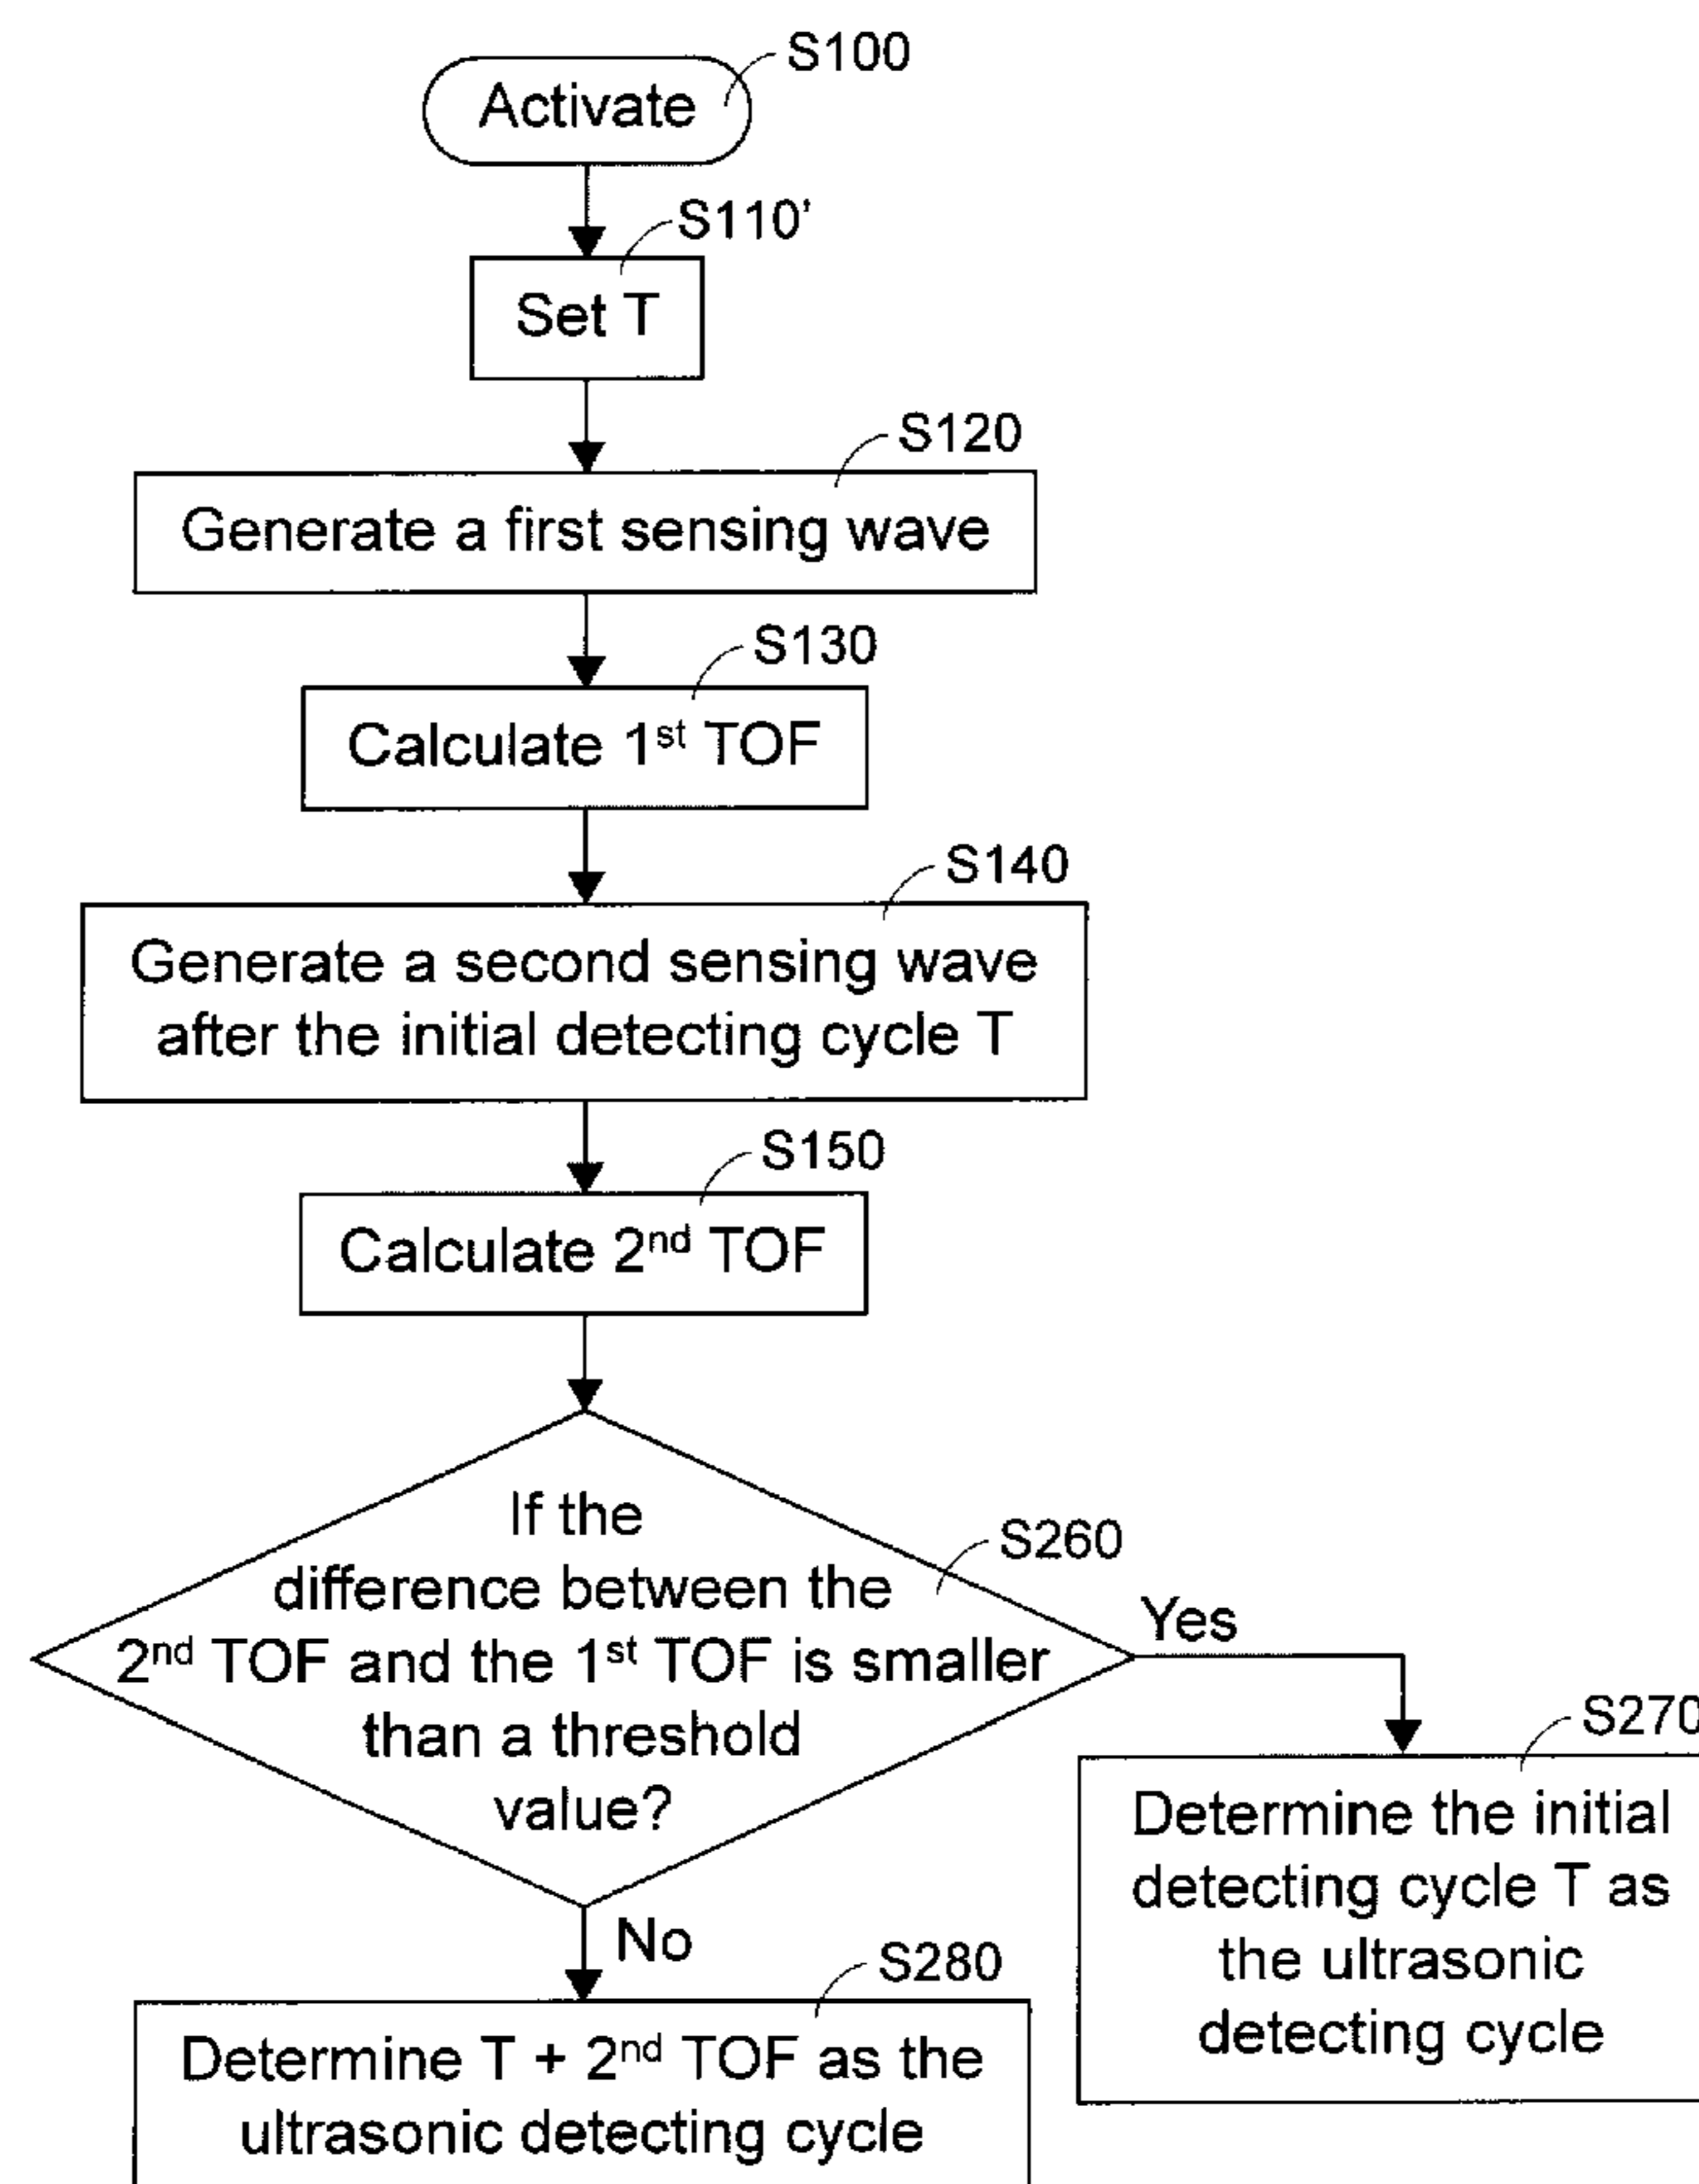 S100
Activate
S110'
Set T
S120
Generate a first sensing wave
S130
Calculate 1st TOF
S140
Generate a second sensing wave
after the initial detecting cycle T
S150
Calculate 2nd TOF
If the
difference between the
2nd TOF and the 1st TOF is smaller
than a threshold
value?
S260
Yes
S270
Determine the initial
detecting cycle T as
the ultrasonic
detecting cycle
No
S280
Determine T + 2nd TOF as the
ultrasonic detecting cycle